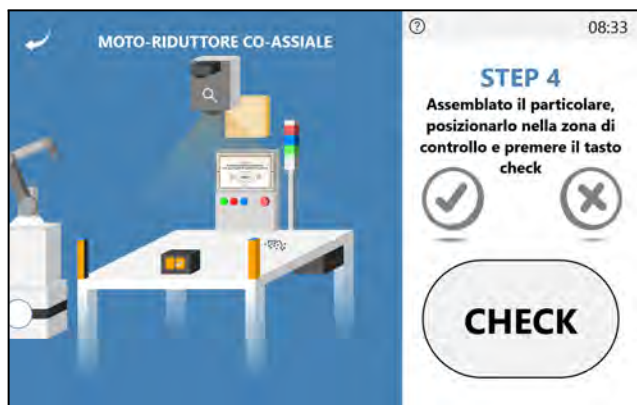 MOTO-RIDUTTORE CO-ASSIALE
08:33
STEP 4
Assemblato il particolare,
posizionarlo nella zona di
controllo e premere il tasto
check
CHECK